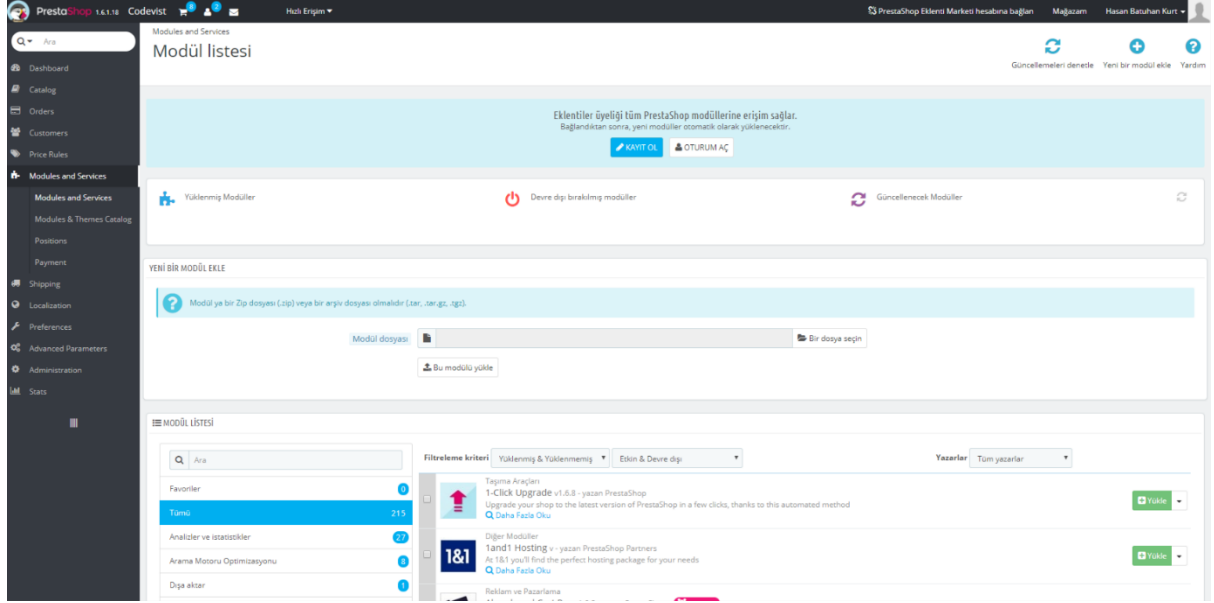 PrestaShop 1.6.1.18 Codevist 8 2 Hızlı Erişim PrestaShop Eklenti Marketi hesabına bağlan Mağazam Hasan Batuhan Kurt
Ara
Dashboard
Catalog
Orders
Customers
Price Rules
Modules and Services
Modules and Services
Modules & Themes Catalog
Positions
Payment
Shipping
Localization
Preferences
Advanced Parameters
Administration
Stats
Modules and Services
Modül listesi
Güncellemeleri denetle Yeni bir modül ekle Yardım
Eklentiler üyeliği tüm PrestaShop modüllerine erişim sağlar.
Bağlandıktan sonra, yeni modüller otomatik olarak yüklenecektir.
KAYIT OL OTURUM AÇ
Yüklenmiş Modüller Devre dışı bırakılmış modüller Güncellenecek Modüller
YENİ BİR MODÜL EKLE
Modül ya bir Zip dosyası (.zip) veya bir arşiv dosyası olmalıdır (.tar, .tar.gz, .tgz).
Modül dosyası Bir dosya seçin
Bu modülü yükle
MODÜL LİSTESİ
Ara
Favoriler 0
Tümü 215
Analizler ve istatistikler 27
Arama Motoru Optimizasyonu 8
Dışa aktar 1
Filtreleme kriteri Yüklenmiş & Yüklenmemiş Etkin & Devre dışı Yazarlar Tüm yazarlar
Taşıma Araçları
1-Click Upgrade v1.6.8 - yazan PrestaShop
Upgrade your shop to the latest version of PrestaShop in a few clicks, thanks to this automated method
Daha Fazla Oku
Yükle
Diğer Modüller
1&1
1and1 Hosting v - yazan PrestaShop Partners
At 1&1 you'll find the perfect hosting package for your needs
Daha Fazla Oku
Yükle
Reklam ve Pazarlama